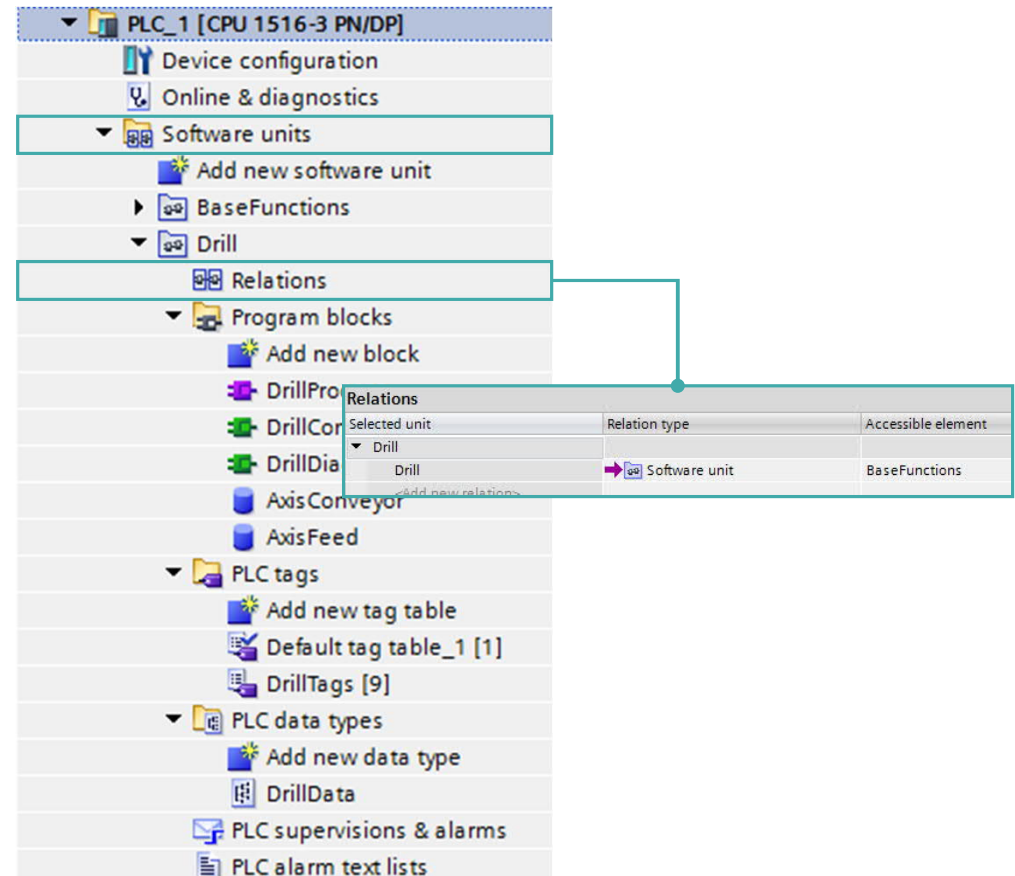 PLC_1 [CPU 1516-3 PN/DP]
Device configuration
Online & diagnostics
Software units
Add new software unit
BaseFunctions
Drill
Relations
Program blocks
Add new block
DrillPro
DrillCor
DrillDia
AxisConveyor
AxisFeed
Relations
Selected unit Relation type Accessible element
Drill
Drill Software unit BaseFunctions
<Add new relation>
PLC tags
Add new tag table
Default tag table_1 [1]
DrillTags [9]
PLC data types
Add new data type
DrillData
PLC supervisions & alarms
PLC alarm text lists